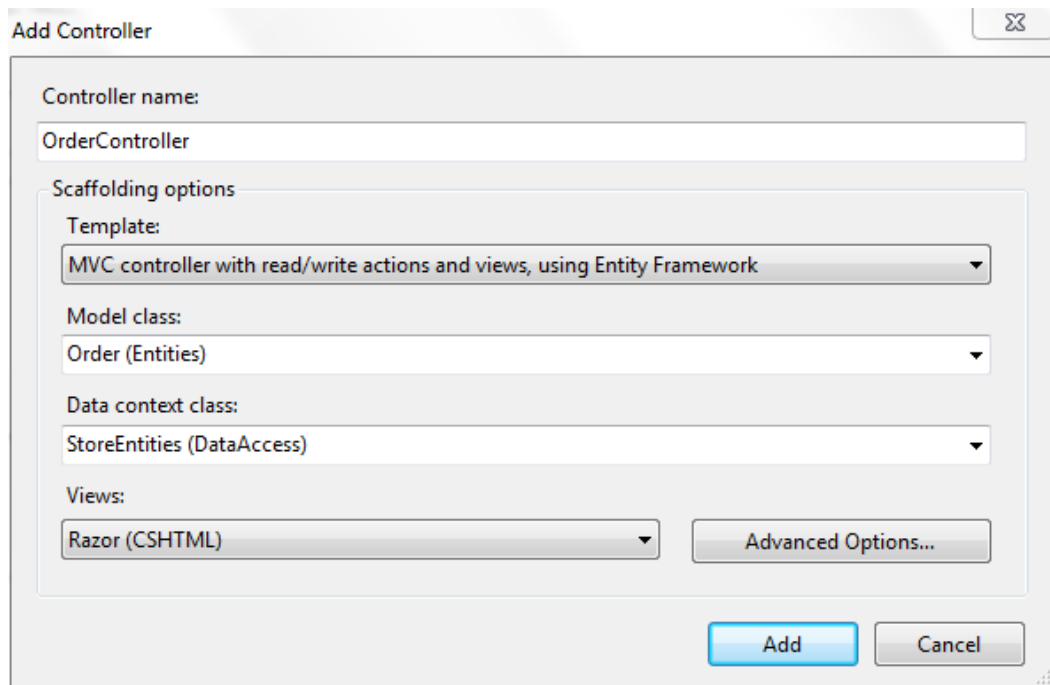 Add Controller
Controller name:
OrderController
Scaffolding options
Template:
MVC controller with read/write actions and views, using Entity Framework
Model class:
Order (Entities)
Data context class:
StoreEntities (DataAccess)
Views:
Razor (CSHTML)
Advanced Options...
Add
Cancel